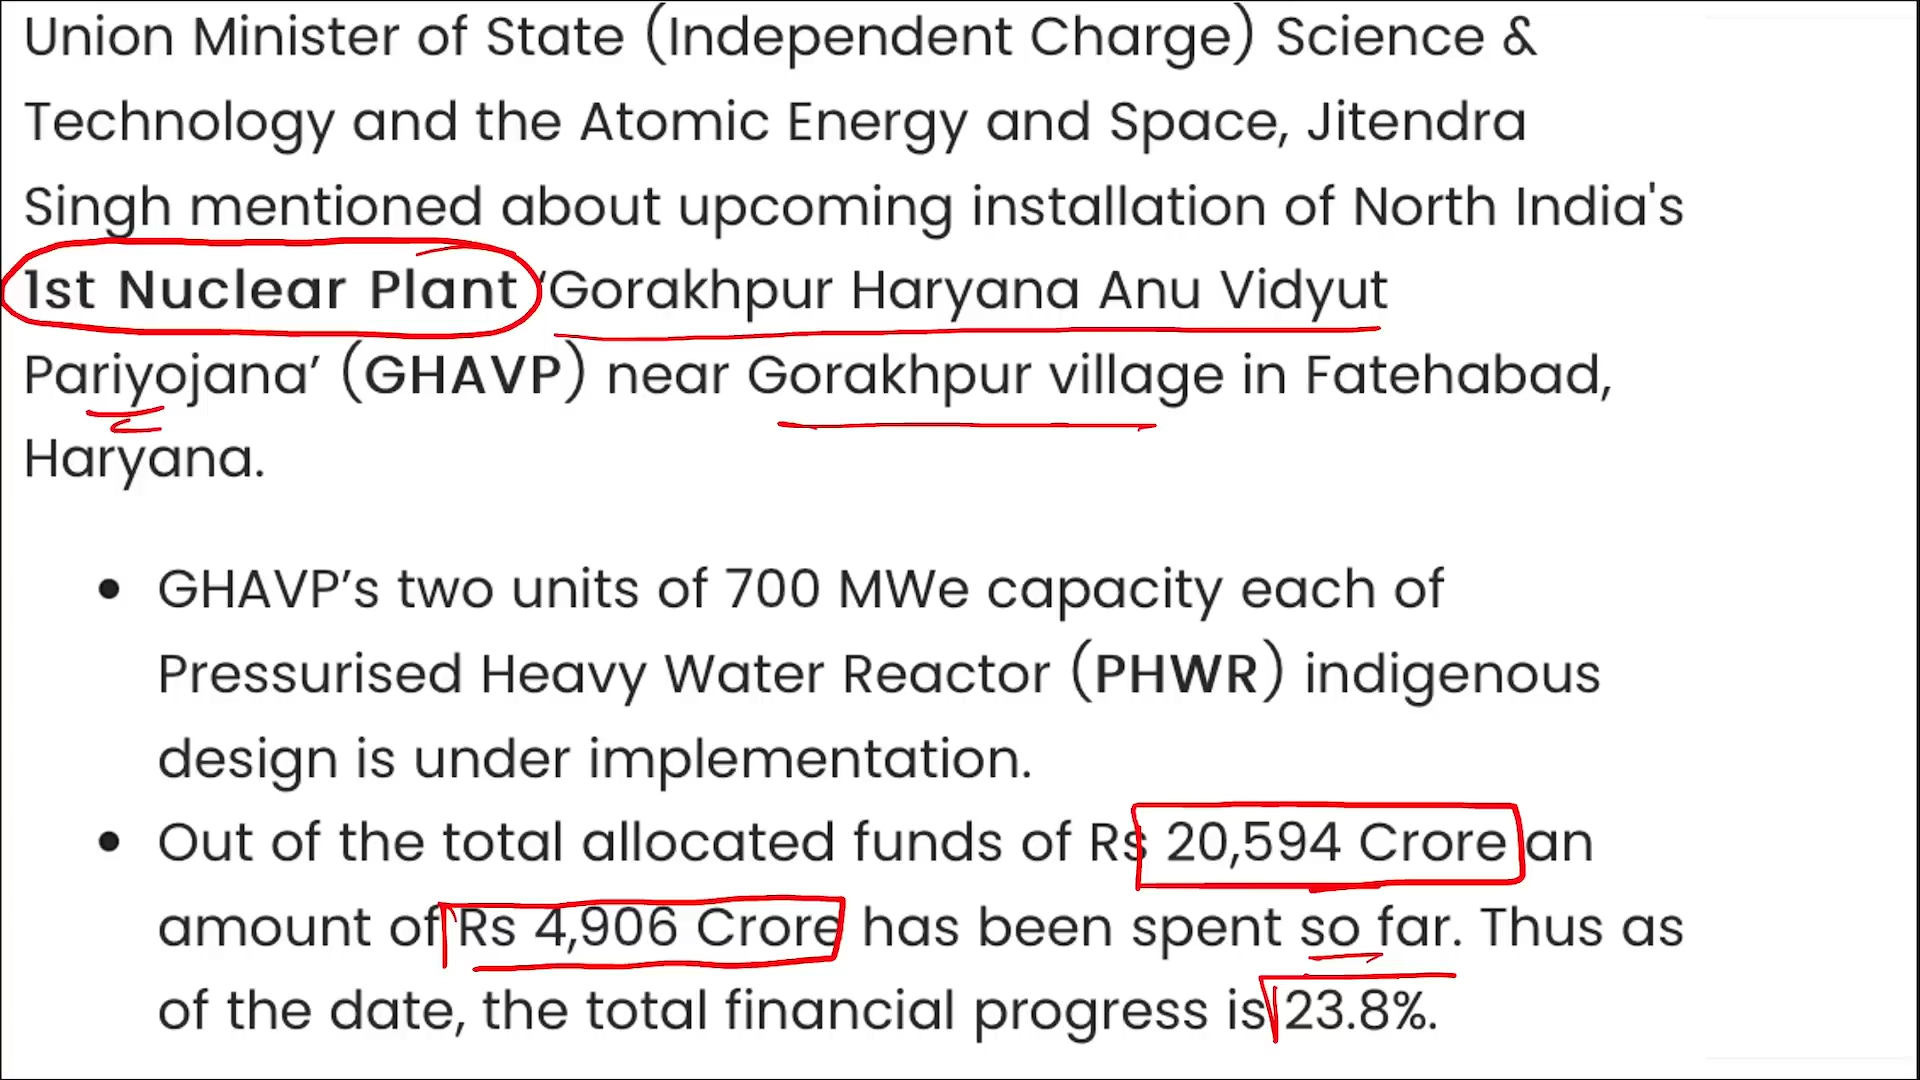 Union Minister of State (Independent Charge) Science &
Technology and the Atomic Energy and Space, Jitendra
Singh mentioned about upcoming installation of North India's
1st Nuclear Plant ‘Gorakhpur Haryana Anu Vidyut
Pariyojana’ (GHAVP) near Gorakhpur village in Fatehabad,
Haryana.
• GHAVP’s two units of 700 MWe capacity each of
Pressurised Heavy Water Reactor (PHWR) indigenous
design is under implementation.
• Out of the total allocated funds of Rs 20,594 Crore an
amount of Rs 4,906 Crore has been spent so far. Thus as
of the date, the total financial progress is 23.8%.